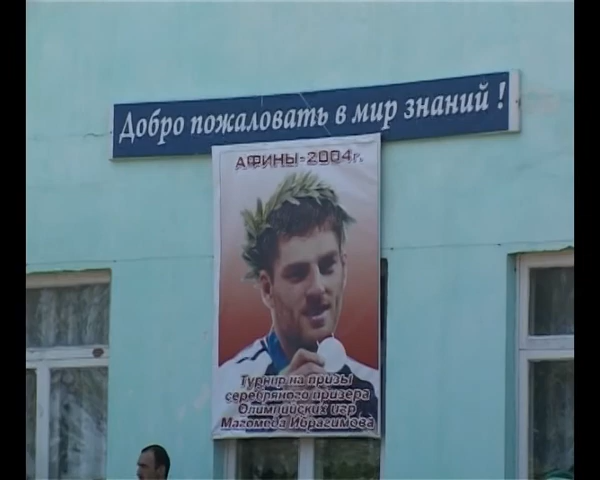 Добро пожаловать в мир знаний !
АФИНЫ-2004г.
Турнир на призы
серебряного призера
Олимпийских игр
Магомеда Ибрагимова